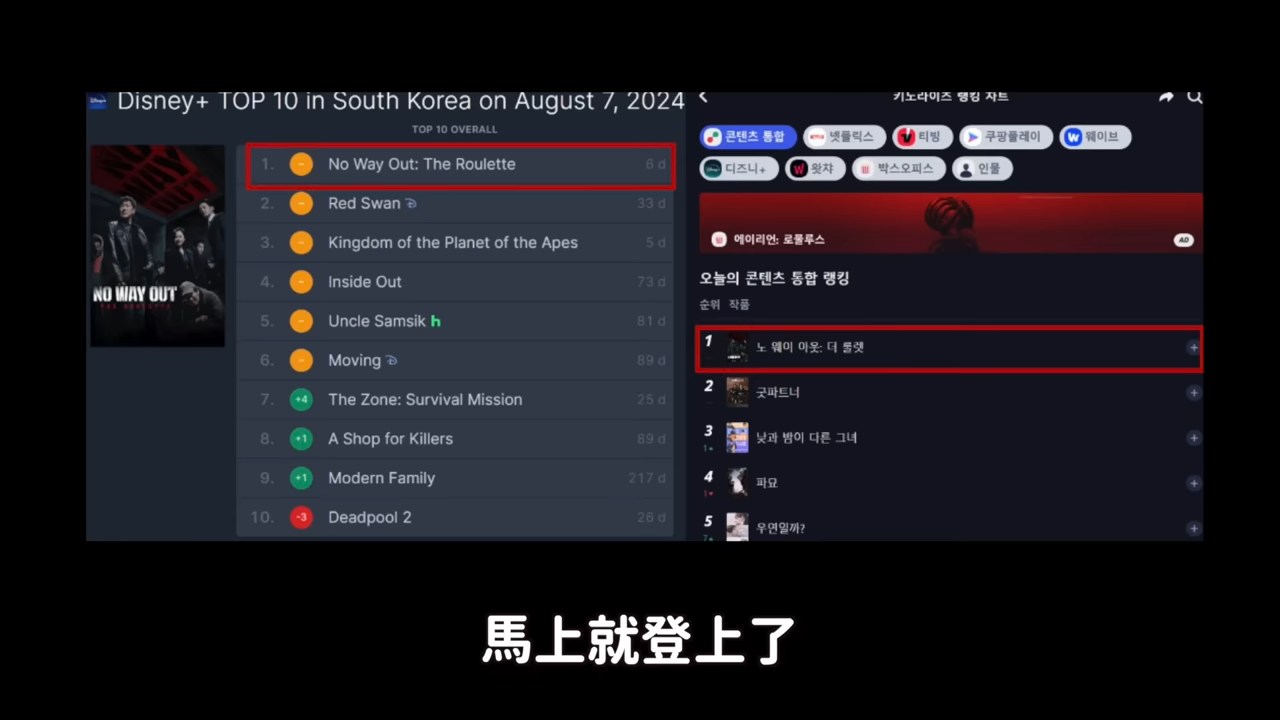 Disney+ TOP 10 in South Korea on August 7, 2024
TOP 10 OVERALL
NO WAY OUT
THE ROULETTE
1. – No Way Out: The Roulette 6 d
2. – Red Swan 33 d
3. – Kingdom of the Planet of the Apes 5 d
4. – Inside Out 73 d
5. – Uncle Samsik h 81 d
6. – Moving 89 d
7. +4 The Zone: Survival Mission 25 d
8. +1 A Shop for Killers 89 d
9. +1 Modern Family 217 d
10. -3 Deadpool 2 26 d
키노라이츠 랭킹 차트
콘텐츠 통합 넷플릭스 티빙 쿠팡플레이 웨이브
디즈니+ 왓챠 박스오피스 인물
에이리언: 로물루스 AD
오늘의 콘텐츠 통합 랭킹
순위 작품
1 노 웨이 아웃: 더 룰렛 +
2 굿파트너 +
3 낮과 밤이 다른 그녀 +
1
4 파묘 +
1
5 우연일까? +
7
馬上就登上了